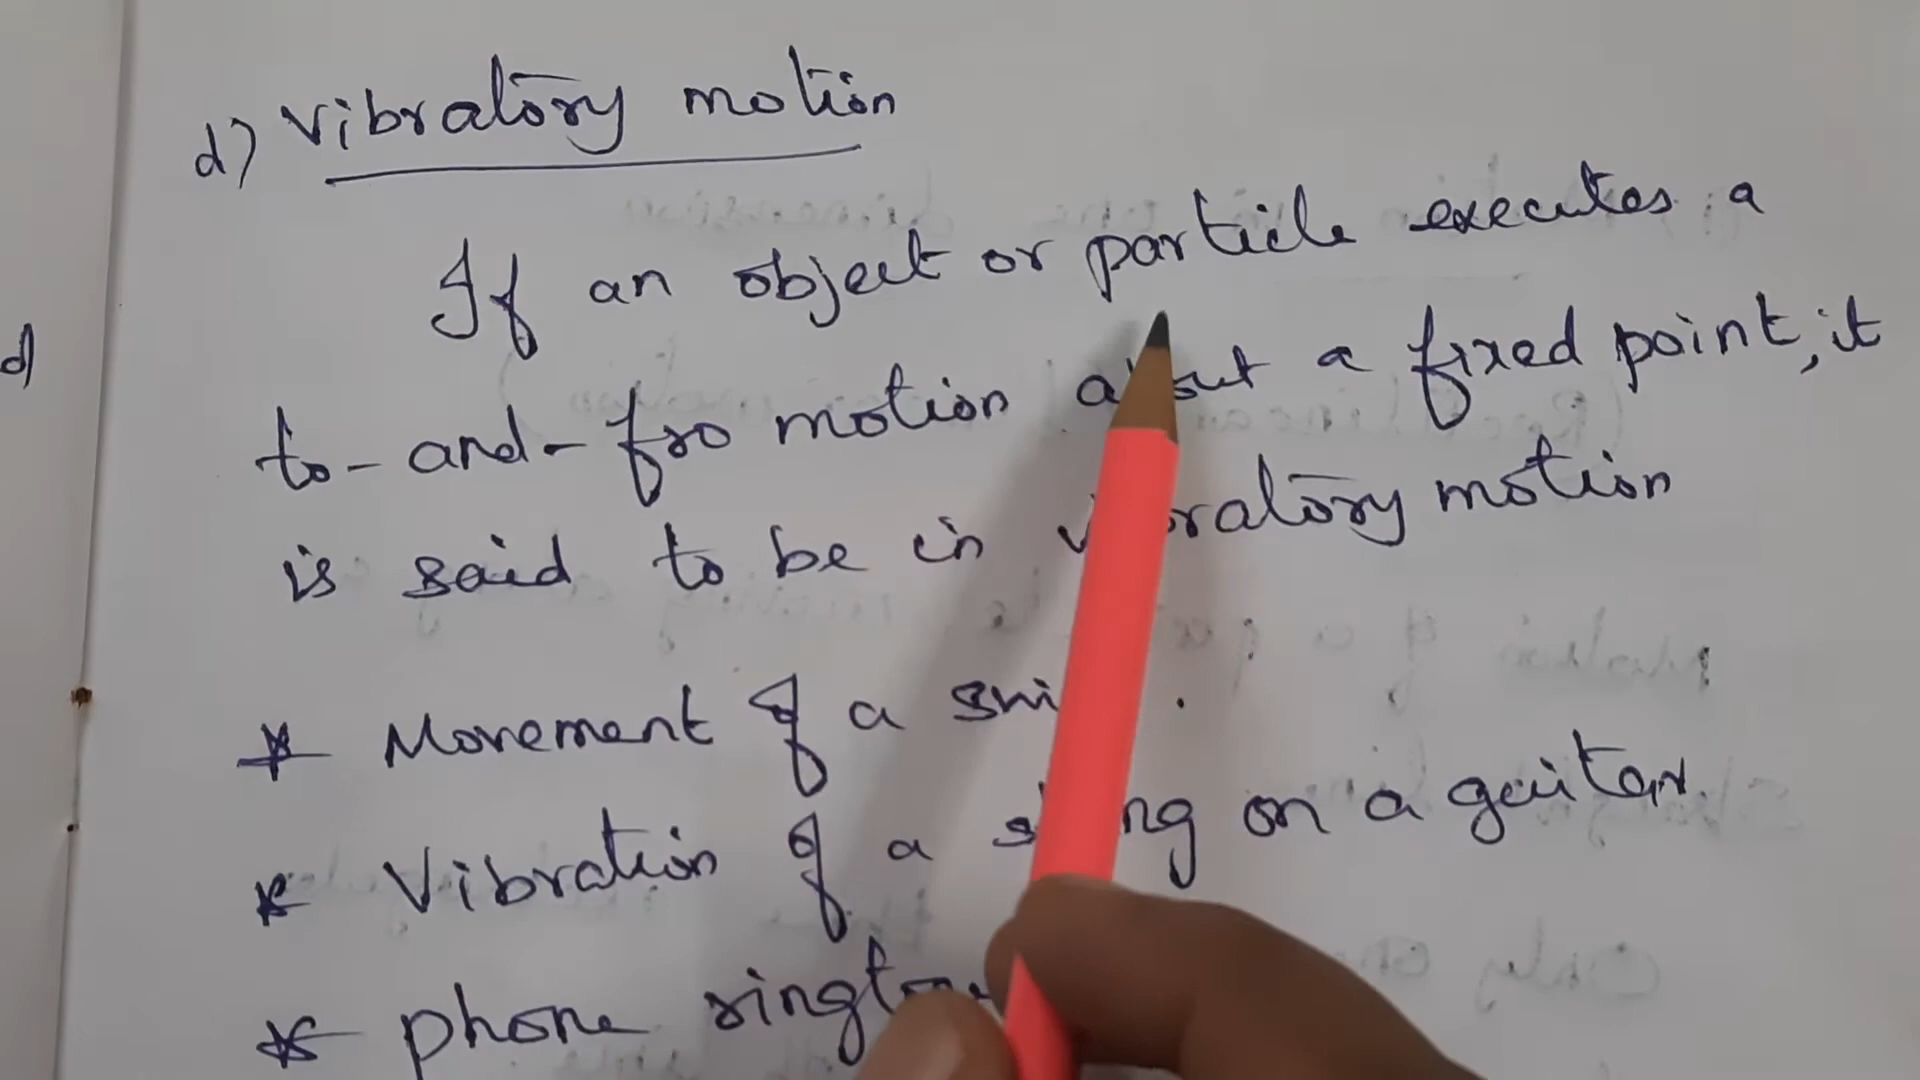 d) Vibratory motion
If an object or particle executes a
d)
to-and-fro motion about a fixed point, it
is said to be in vibratory motion
* Movement of a
* Vibration of a string on a guitar.
* phone